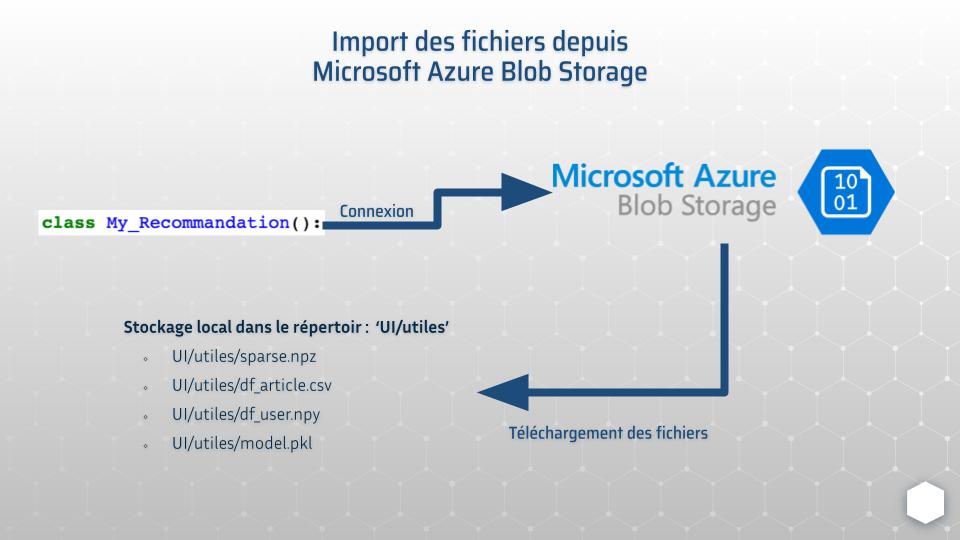 Import des fichiers depuis
Microsoft Azure Blob Storage
Microsoft Azure
Blob Storage
10
01
Connexion
class My_Recommandation():
Stockage local dans le répertoir : ‘UI/utiles’
UI/utiles/sparse.npz
UI/utiles/df_article.csv
UI/utiles/df_user.npy
UI/utiles/model.pkl
Téléchargement des fichiers